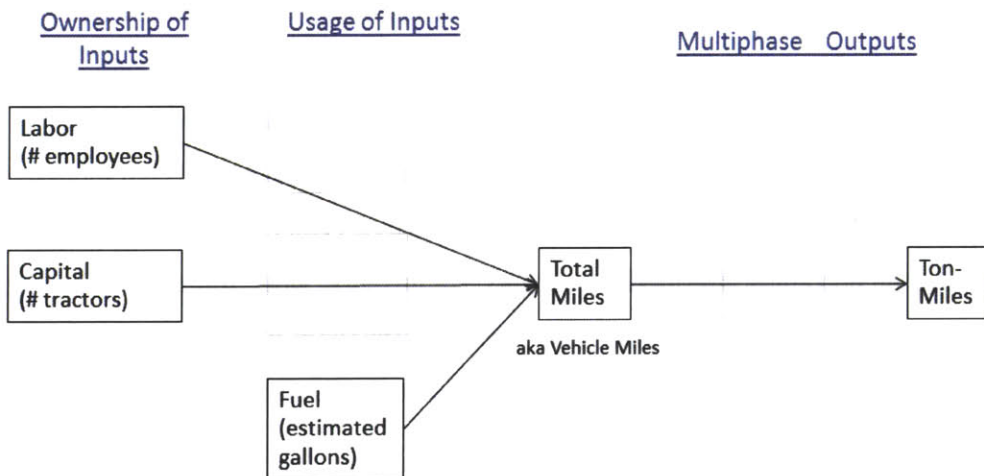 Ownership of
Inputs
Usage of Inputs
Multiphase Outputs
Labor
(# employees)
Capital
(# tractors)
Total
Miles
Ton-
Miles
aka Vehicle Miles
Fuel
(estimated
gallons)